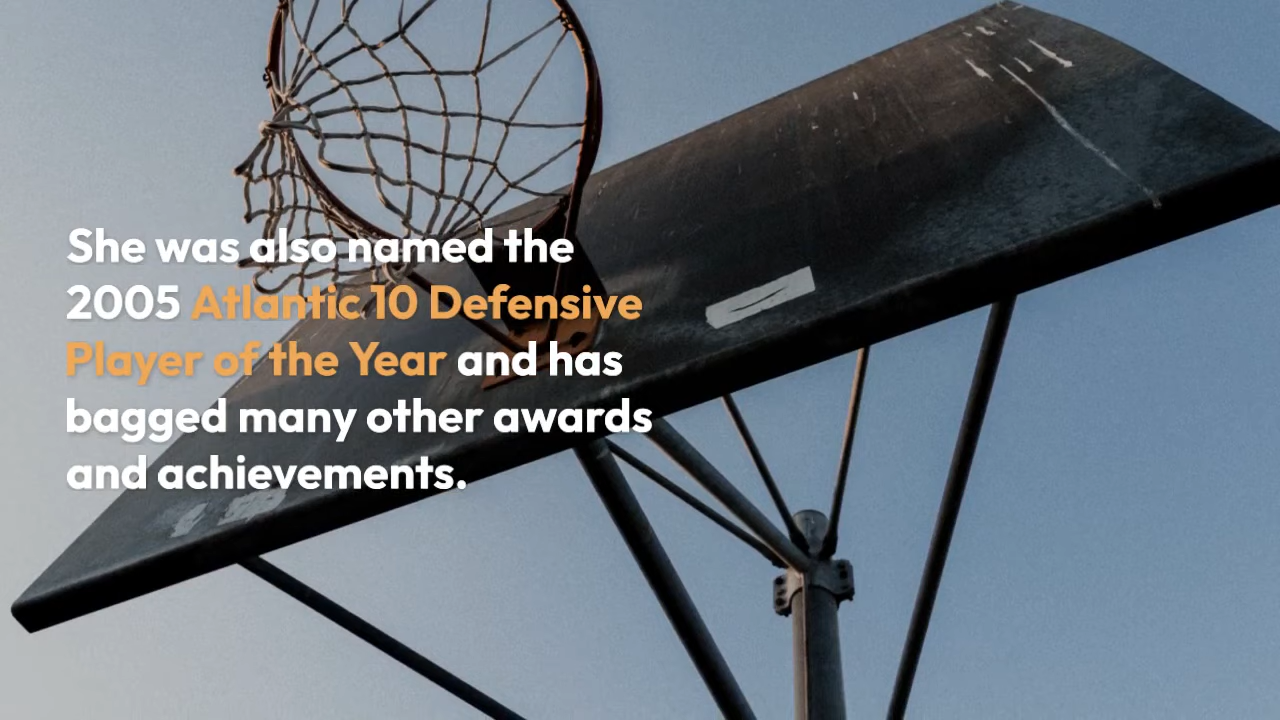 She was also named the
2005 Atlantic 10 Defensive
Player of the Year and has
bagged many other awards
and achievements.